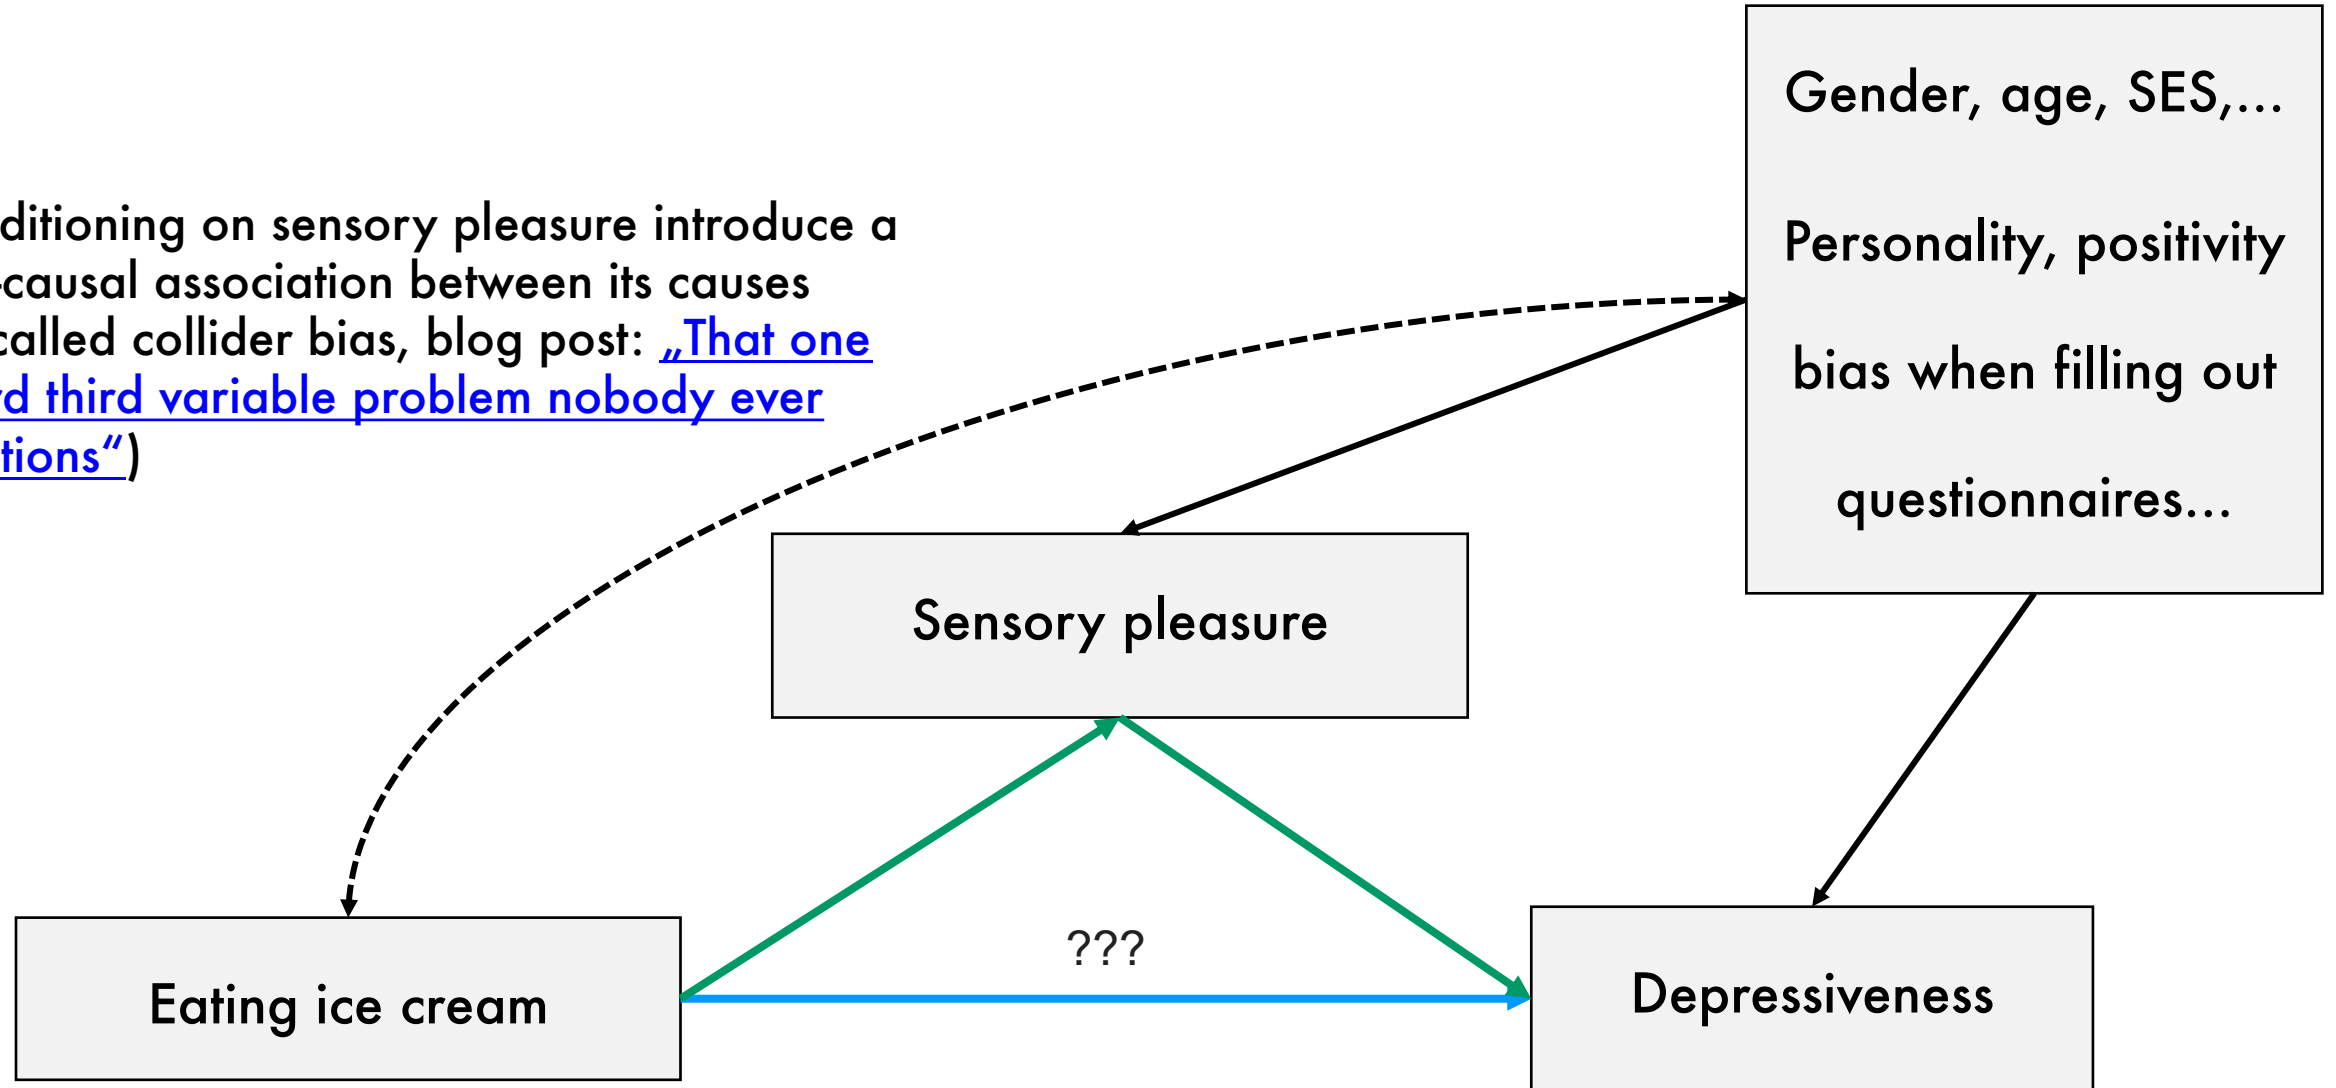 ditioning on sensory pleasure introduce a
-causal association between its causes
called collider bias, blog post: „That one
rd third variable problem nobody ever
tions“)
Gender, age, SES,...
Personality, positivity
bias when filling out
questionnaires...
Sensory pleasure
???
Eating ice cream
Depressiveness